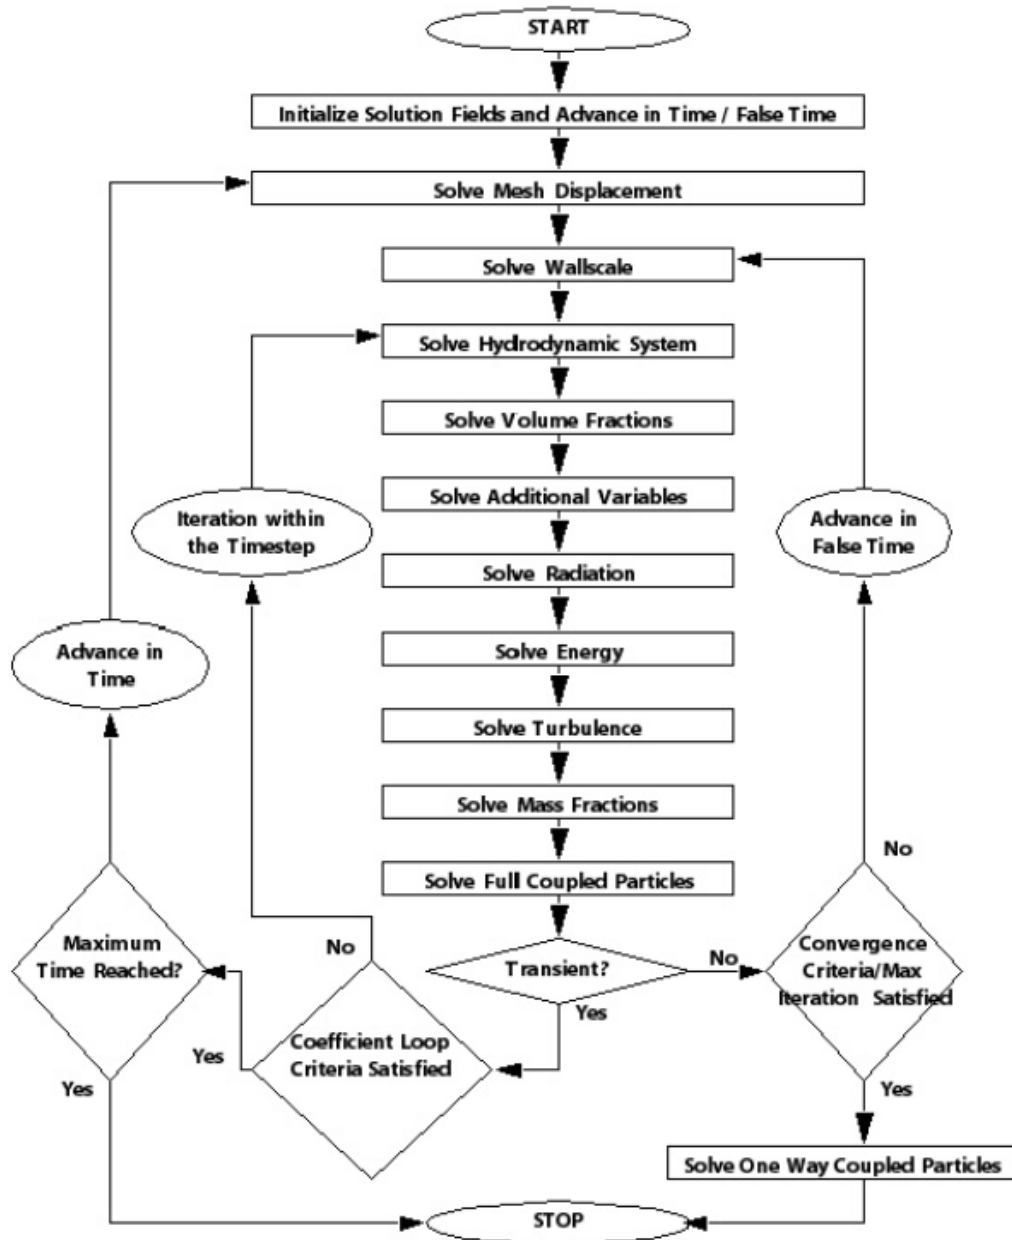 START
Initialize Solution Fields and Advance in Time / False Time
Solve Mesh Displacement
Solve Wallscale
Solve Hydrodynamic System
Solve Volume Fractions
Solve Additional Variables
Iteration within
the Timestep
Advance in
False Time
Solve Radiation
Solve Energy
Advance in
Time
Solve Turbulence
Solve Mass Fractions
No
Solve Full Coupled Particles
Maximum
Time Reached?
No
Transient?
No
Convergence
Criteria/Max
Iteration Satisfied
Yes
Coefficient Loop
Criteria Satisfied
Yes
Yes
Yes
Solve One Way Coupled Particles
STOP